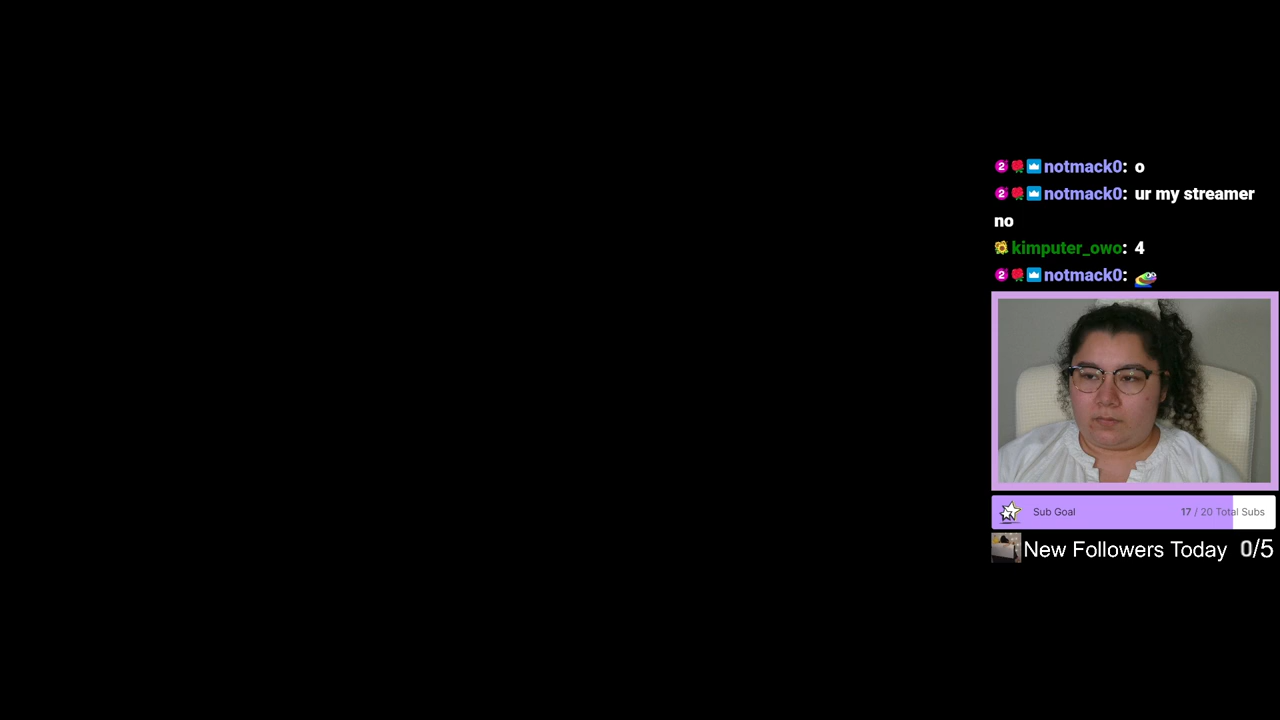 notmack0: o
notmack0: ur my streamer
no
kimputer_owo: 4
notmack0:
Sub Goal 17 / 20 Total Subs
New Followers Today 0/5